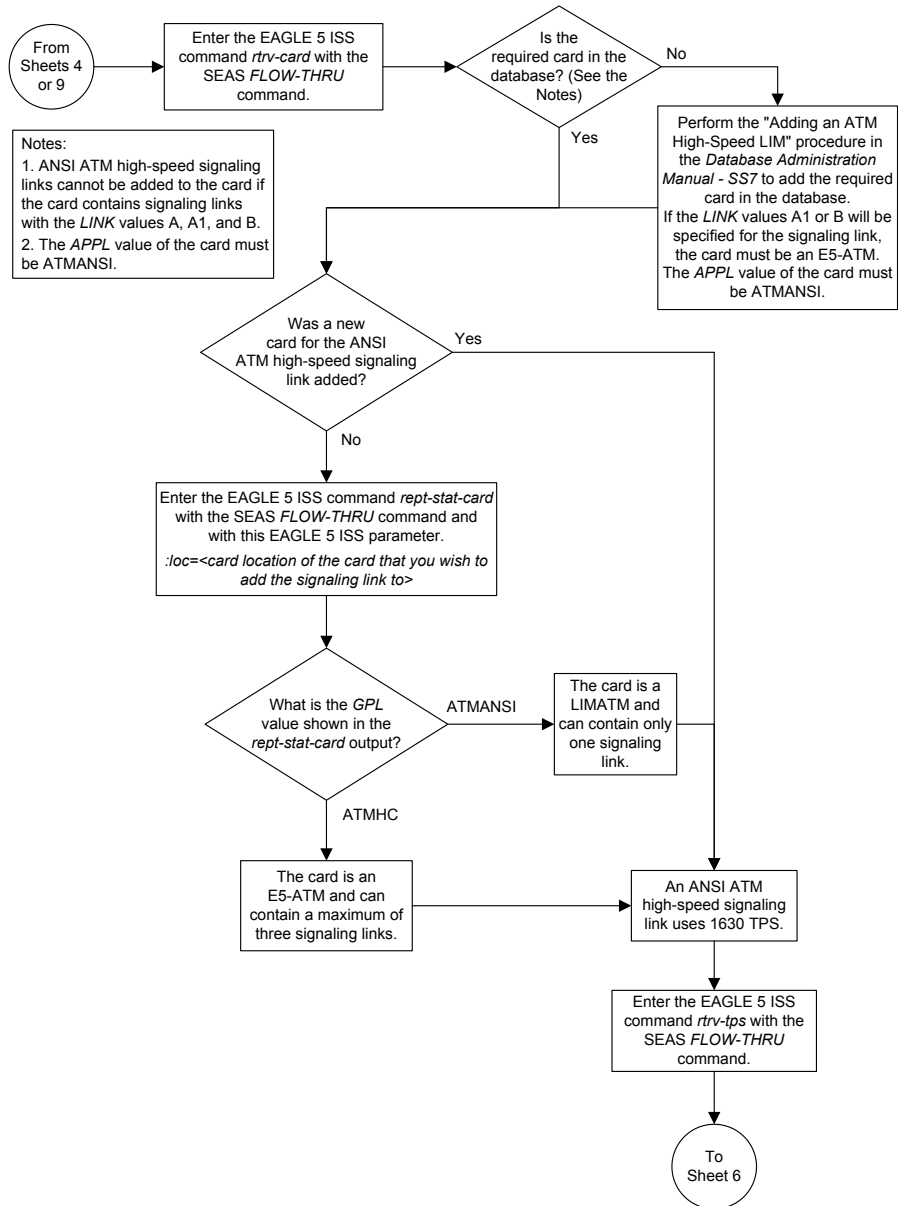 From
Sheets 4
or 9
Enter the EAGLE 5 ISS
command rtrv-card with the
SEAS FLOW-THRU
command.
Is the
required card in the
database? (See the
Notes)
No
Yes
Notes:
1. ANSI ATM high-speed signaling
links cannot be added to the card if
the card contains signaling links
with the LINK values A, A1, and B.
2. The APPL value of the card must
be ATMANSI.
Perform the "Adding an ATM
High-Speed LIM" procedure in
the Database Administration
Manual - SS7 to add the required
card in the database.
If the LINK values A1 or B will be
specified for the signaling link,
the card must be an E5-ATM.
The APPL value of the card must
be ATMANSI.
Was a new
card for the ANSI
ATM high-speed signaling
link added?
Yes
No
Enter the EAGLE 5 ISS command rept-stat-card
with the SEAS FLOW-THRU command and
with this EAGLE 5 ISS parameter.
:loc=<card location of the card that you wish to
add the signaling link to>
What is the GPL
value shown in the
rept-stat-card output?
ATMANSI
The card is a
LIMATM and
can contain only
one signaling
link.
ATMHC
The card is an
E5-ATM and can
contain a maximum of
three signaling links.
An ANSI ATM
high-speed signaling
link uses 1630 TPS.
Enter the EAGLE 5 ISS
command rtrv-tps with the
SEAS FLOW-THRU
command.
To
Sheet 6